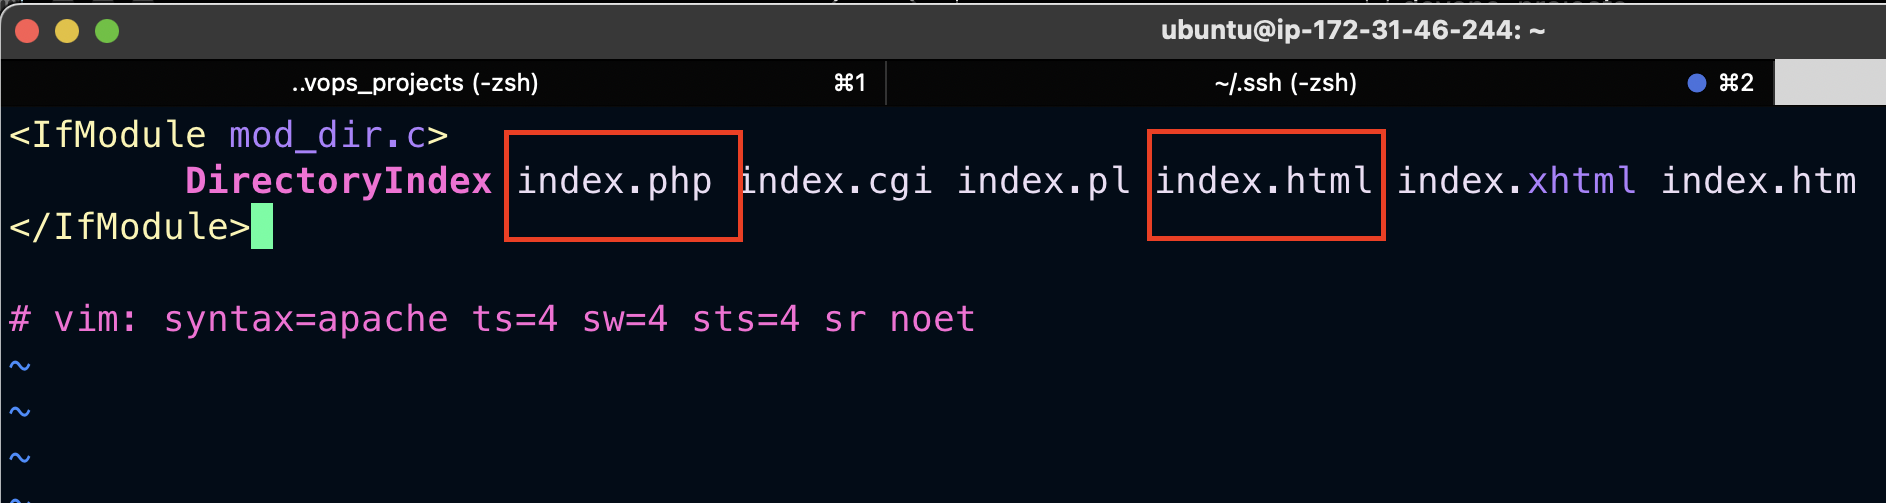 ubuntu@ip-172-31-46-244: ~
..vops_projects (-zsh) ⌘1 ~/.ssh (-zsh) ⌘2
<IfModule mod_dir.c>
        DirectoryIndex index.php index.cgi index.pl index.html index.xhtml index.htm
</IfModule>
# vim: syntax=apache ts=4 sw=4 sts=4 sr noet
~
~
~
~